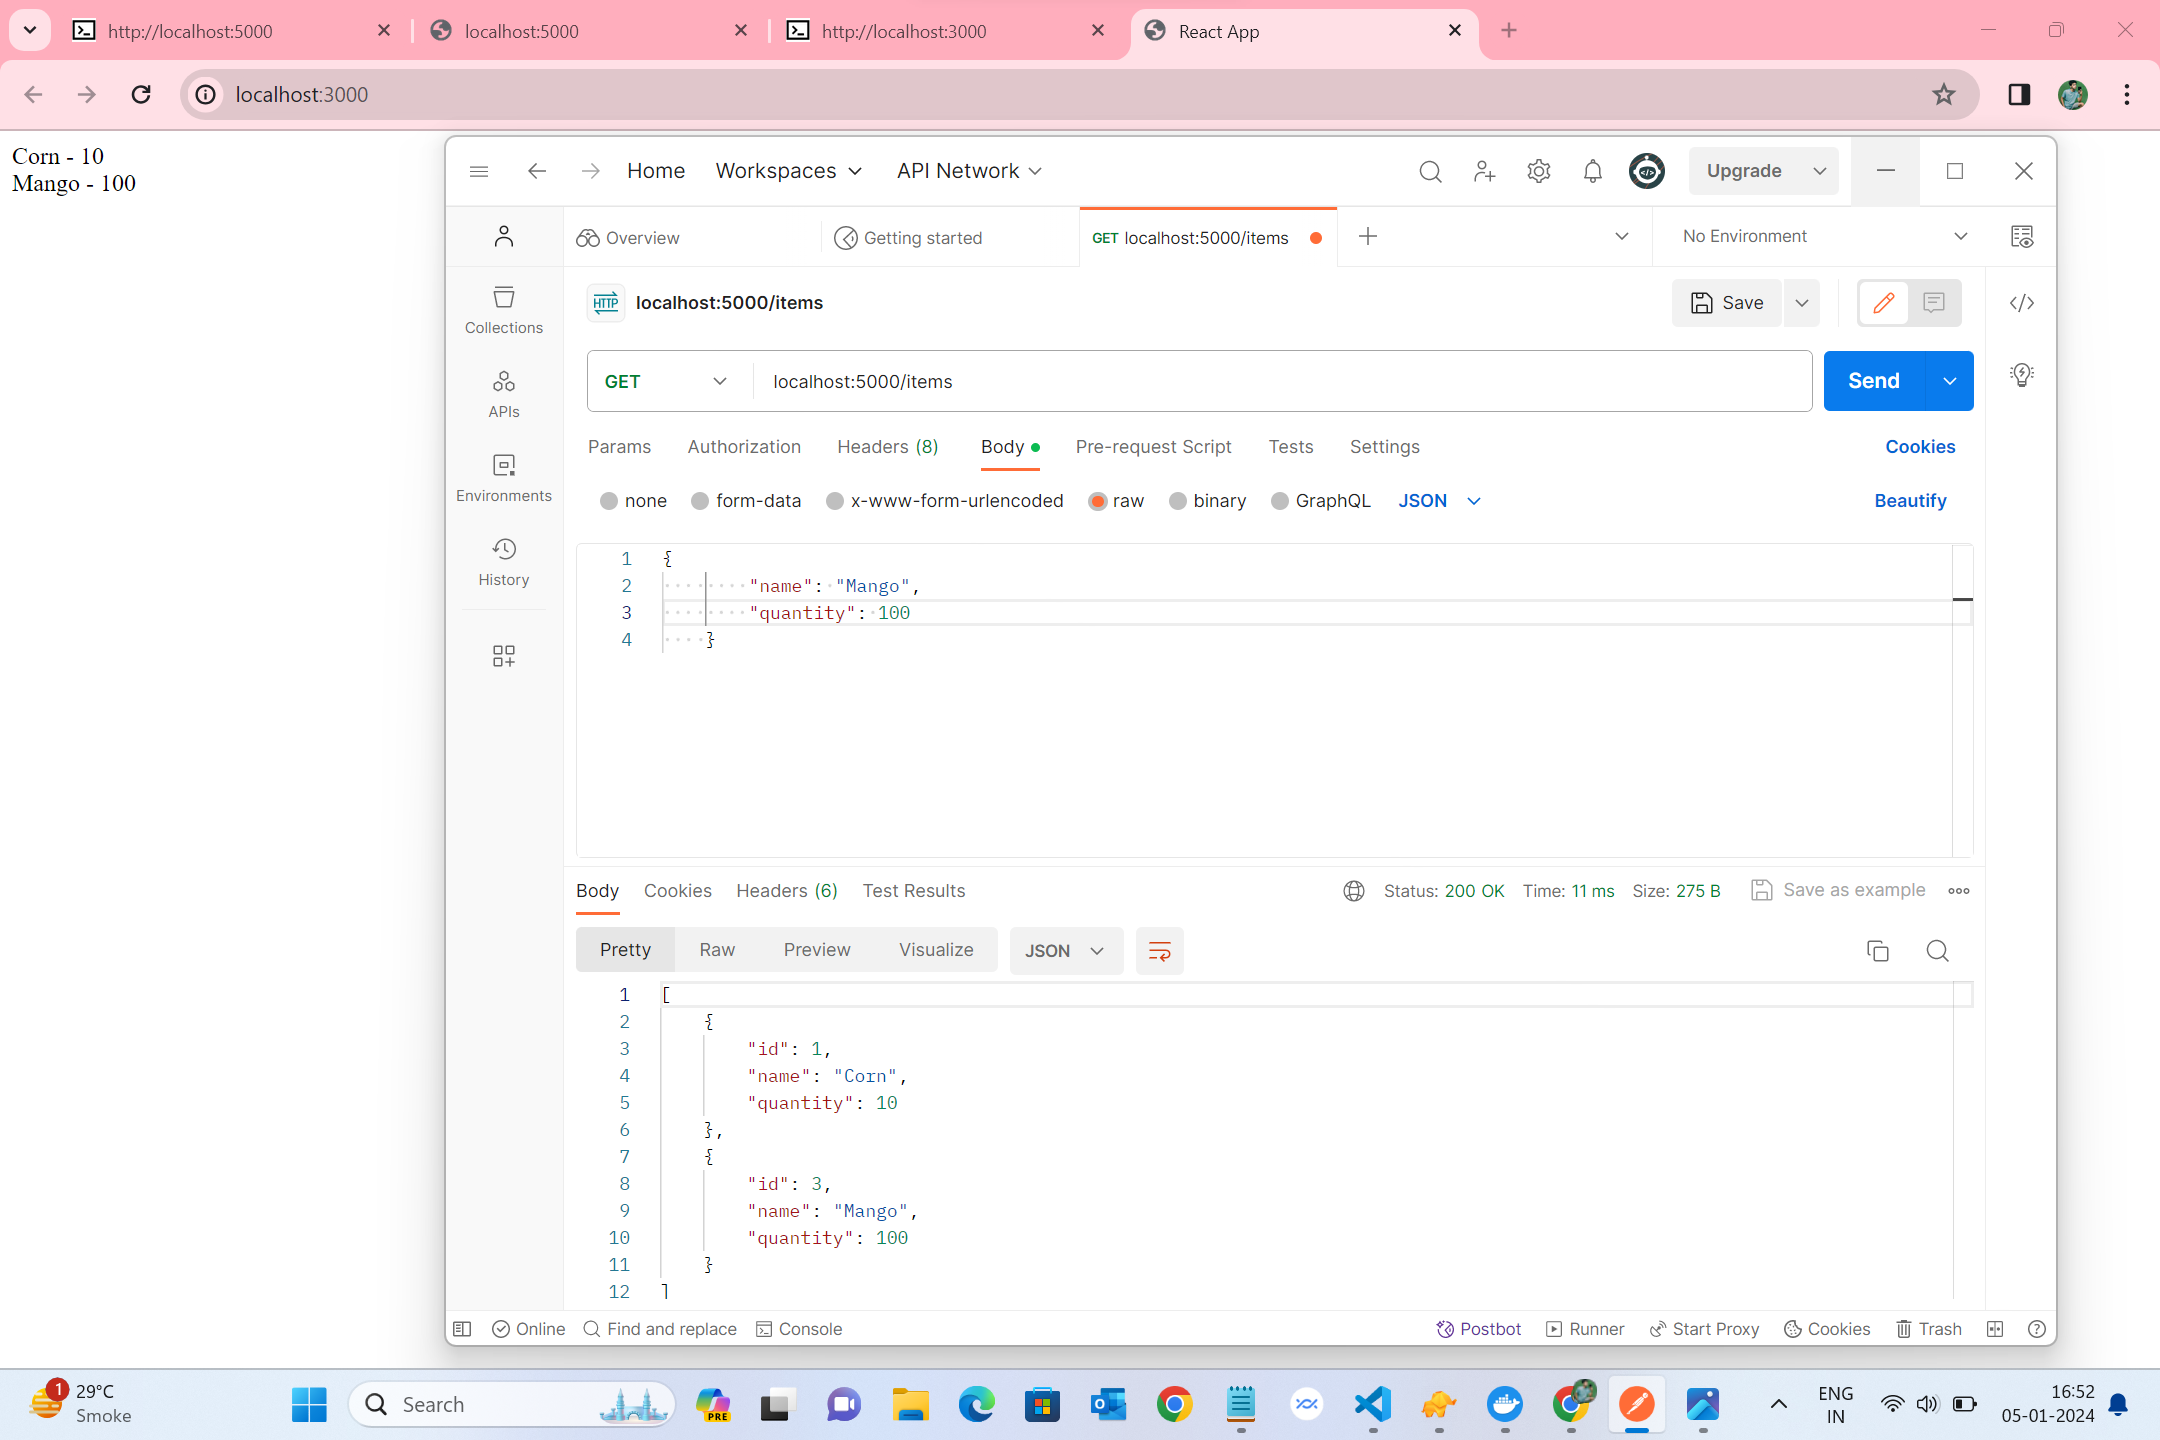 http://localhost:5000
localhost:5000
http://localhost:3000
React App
localhost:3000
Corn - 10
Mango - 100
Home
Workspaces
API Network
Upgrade
Overview
Getting started
GET localhost:5000/items
No Environment
Collections
APIs
Environments
History
HTTP
localhost:5000/items
Save
GET
localhost:5000/items
Send
Params
Authorization
Headers (8)
Body
Pre-request Script
Tests
Settings
Cookies
none
form-data
x-www-form-urlencoded
raw
binary
GraphQL
JSON
Beautify
1 {
2 "name": "Mango",
3 "quantity": 100
4 }
Body
Cookies
Headers (6)
Test Results
Status: 200 OK
Time: 11 ms
Size: 275 B
Save as example
Pretty
Raw
Preview
Visualize
JSON
1 [
2 {
3 "id": 1,
4 "name": "Corn",
5 "quantity": 10
6 },
7 {
8 "id": 3,
9 "name": "Mango",
10 "quantity": 100
11 }
12 ]
Online
Find and replace
Console
Postbot
Runner
Start Proxy
Cookies
Trash
1
29°C
Smoke
Search
PRE
ENG
IN
16:52
05-01-2024